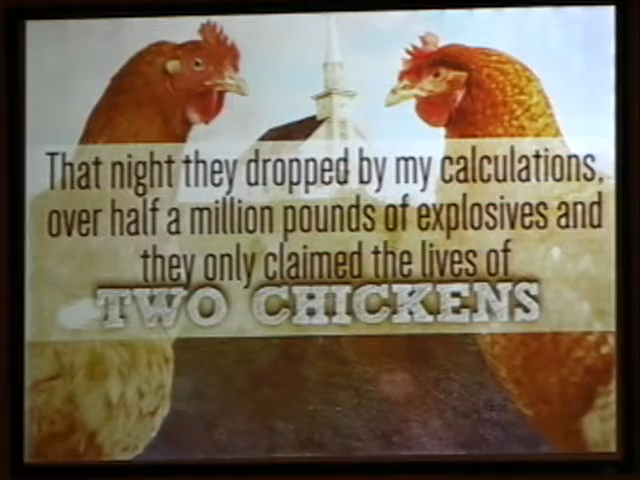 That night they dropped by my calculations,
over half a million pounds of explosives and
they only claimed the lives of
TWO CHICKENS